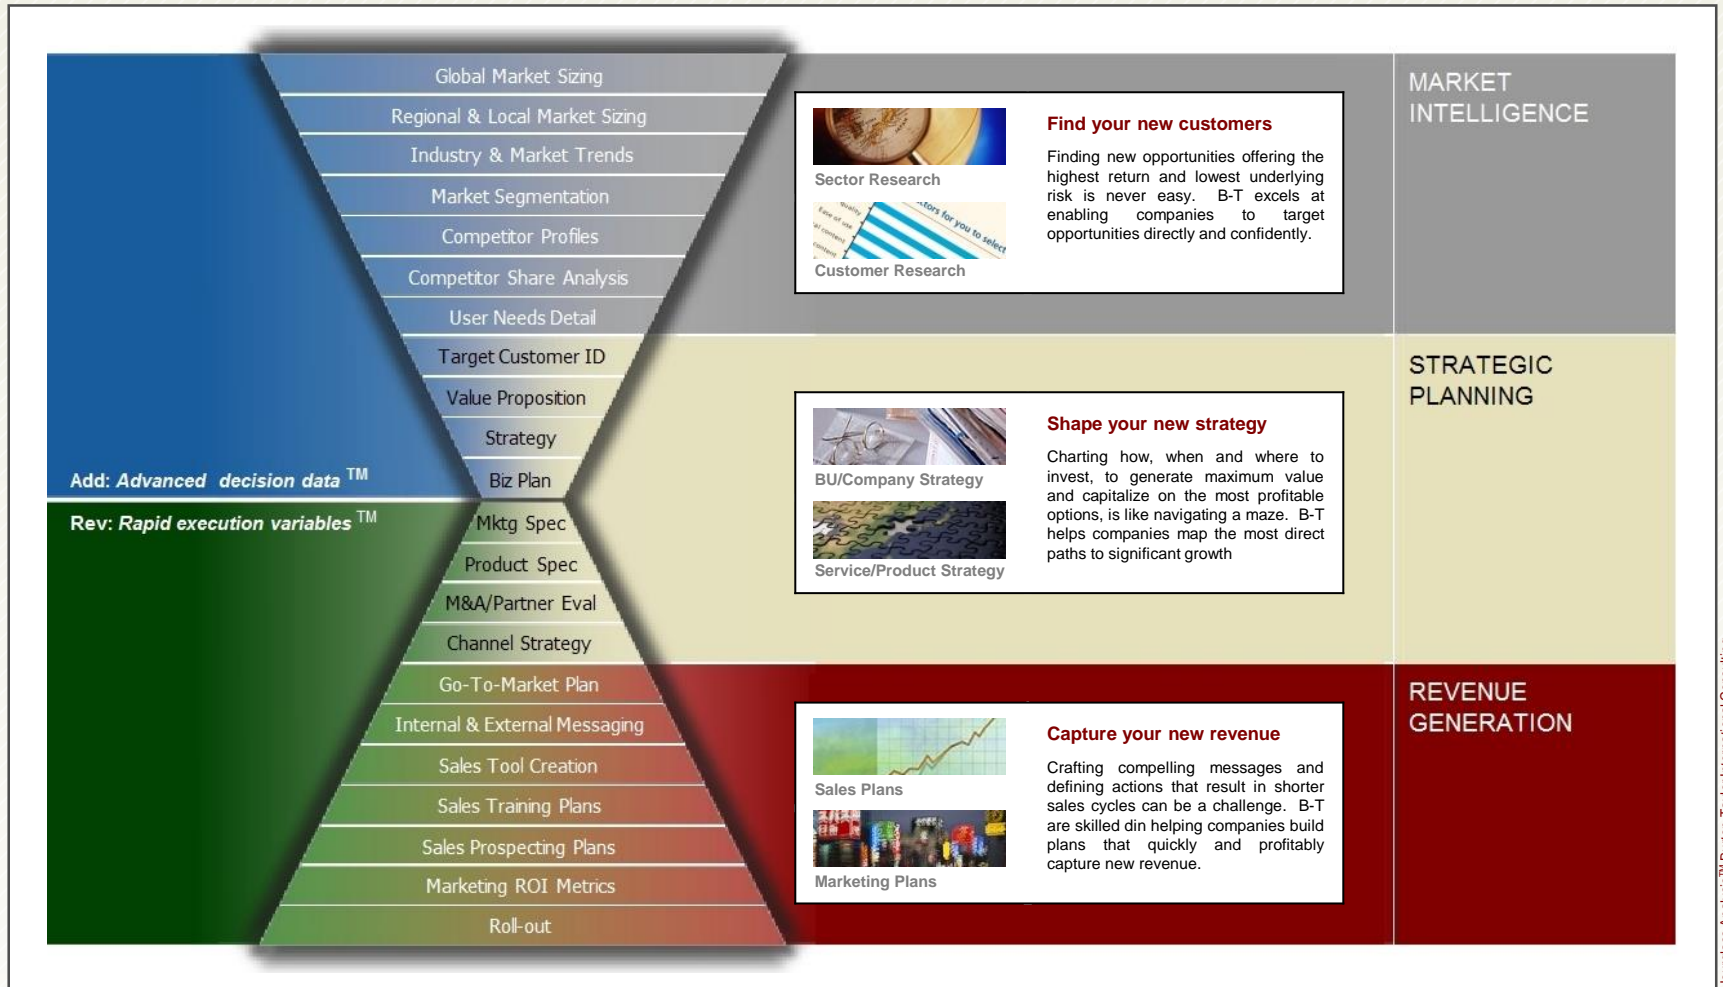 Global Market Sizing
Regional & Local Market Sizing
Industry & Market Trends
Market Segmentation
Competitor Profiles
Competitor Share Analysis
User Needs Detail
Target Customer ID
Value Proposition
Strategy
Biz Plan
Add: Advanced decision data TM
Rev: Rapid execution variables TM
Mktg Spec
Product Spec
M&A/Partner Eval
Channel Strategy
Go-To-Market Plan
Internal & External Messaging
Sales Tool Creation
Sales Training Plans
Sales Prospecting Plans
Marketing ROI Metrics
Roll-out
MARKET
INTELLIGENCE
Sector Research
Ease of use
ctors for you to select
Customer Research
Find your new customers
Finding new opportunities offering the
highest return and lowest underlying
risk is never easy. B-T excels at
enabling companies to target
opportunities directly and confidently.
STRATEGIC
PLANNING
BU/Company Strategy
Service/Product Strategy
Shape your new strategy
Charting how, when and where to
invest, to generate maximum value
and capitalize on the most profitable
options, is like navigating a maze. B-T
helps companies map the most direct
paths to significant growth
REVENUE
GENERATION
Sales Plans
Marketing Plans
Capture your new revenue
Crafting compelling messages and
defining actions that result in shorter
sales cycles can be a challenge. B-T
are skilled din helping companies build
plans that quickly and profitably
capture new revenue.